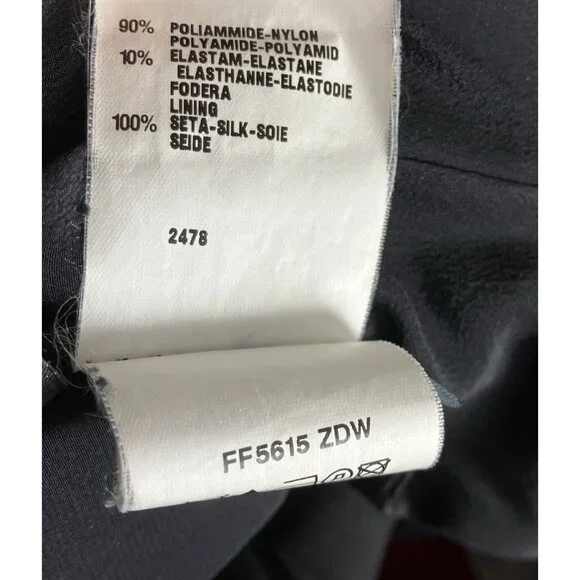 90% POLIAMMIDE-NYLON
POLYAMIDE-POLYAMID
10% ELASTAM-ELASTANE
ELASTHANNE-ELASTODIE
FODERA
LINING
100% SETA-SILK-SOIE
SEIDE
2478
FF5615 ZDW